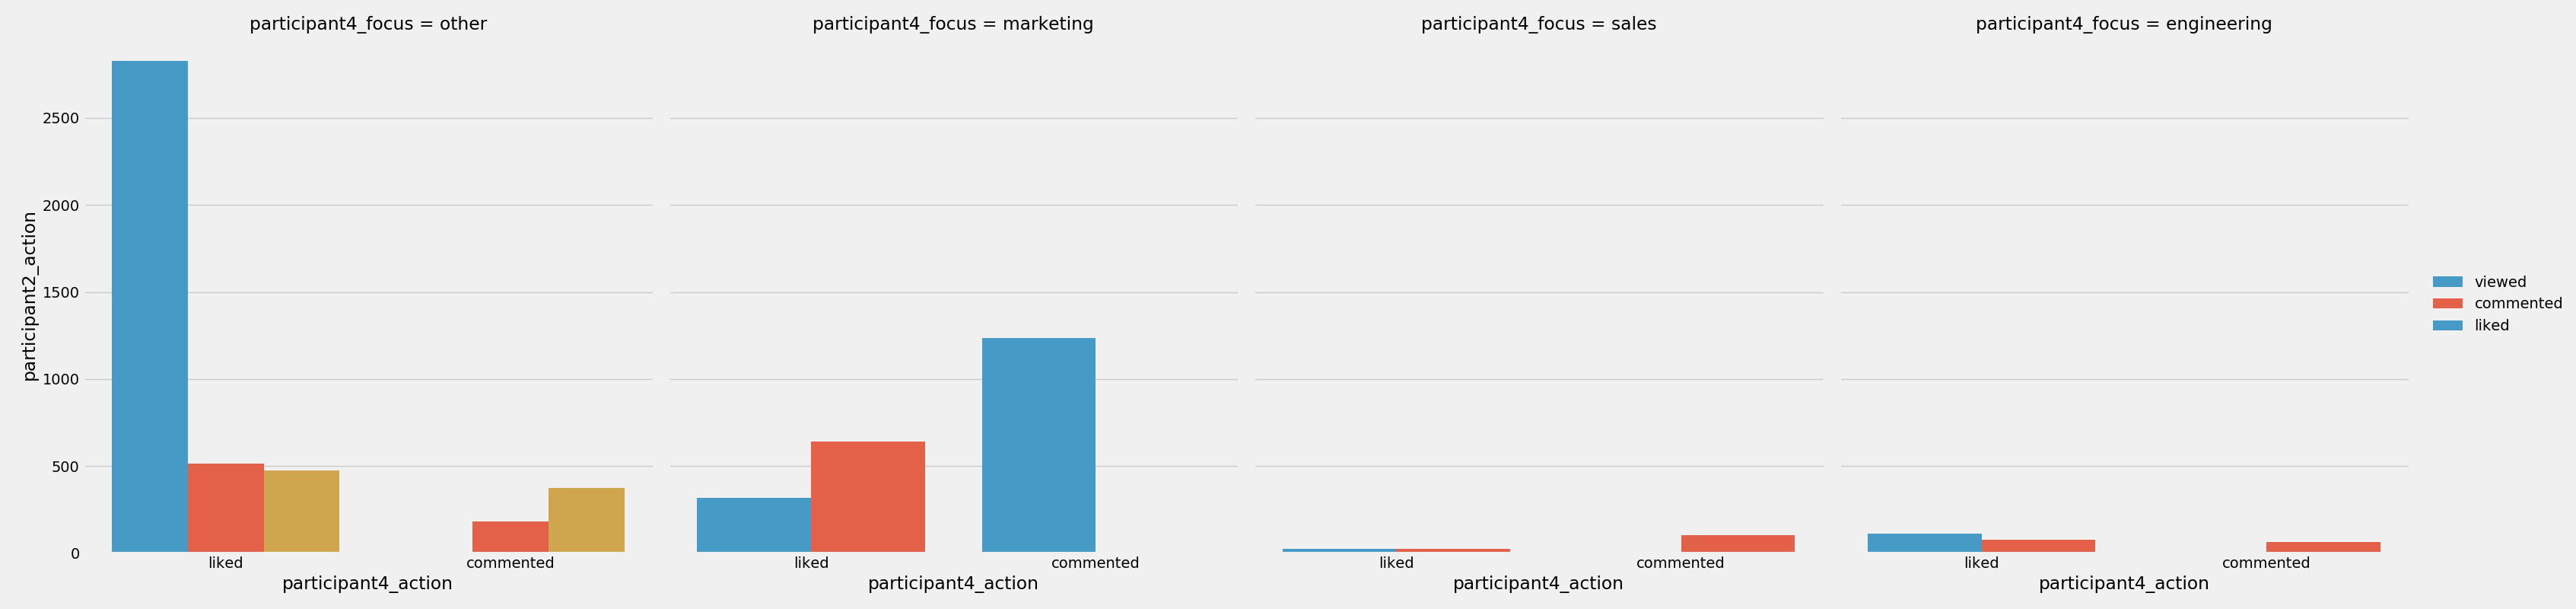 participant4_focus = other
participant4_focus = marketing
participant4_focus = sales
participant4_focus = engineering
participant2_action
2500
2000
1500
1000
500
0
liked
commented
liked
commented
liked
commented
liked
commented
participant4_action
participant4_action
participant4_action
participant4_action
viewed
commented
liked